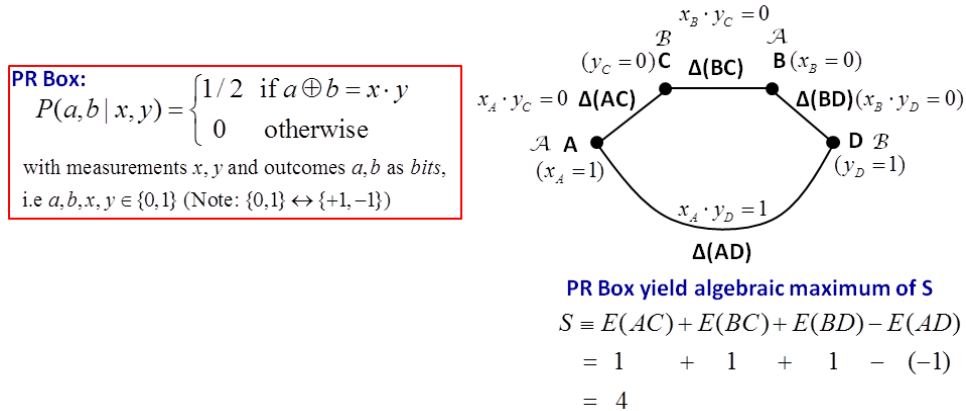 PR Box:
P(a,b|x,y) = {1/2 if a⊕b = x·y
0 otherwise
with measurements x, y and outcomes a,b as bits,
i.e a,b,x,y ∈ {0,1} (Note: {0,1} ↔ {+1,−1})
x_B · y_C = 0
ℬ 𝒜
(y_C = 0) C Δ(BC) B (x_B = 0)
x_A · y_C = 0 Δ(AC) Δ(BD) (x_B · y_D = 0)
𝒜 A D ℬ
(x_A = 1) (y_D = 1)
x_A · y_D = 1
Δ(AD)
PR Box yield algebraic maximum of S
S ≡ E(AC) + E(BC) + E(BD) − E(AD)
= 1 + 1 + 1 − (−1)
= 4